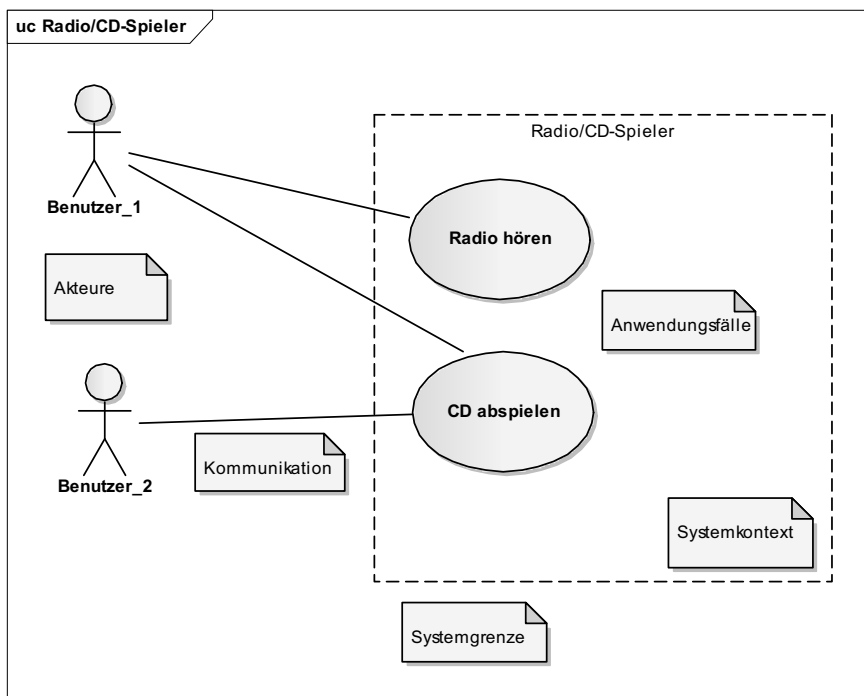 uc Radio/CD-Spieler
Radio/CD-Spieler
Benutzer_1
Radio hören
Akteure
Anwendungsfälle
CD abspielen
Kommunikation
Benutzer_2
Systemkontext
Systemgrenze